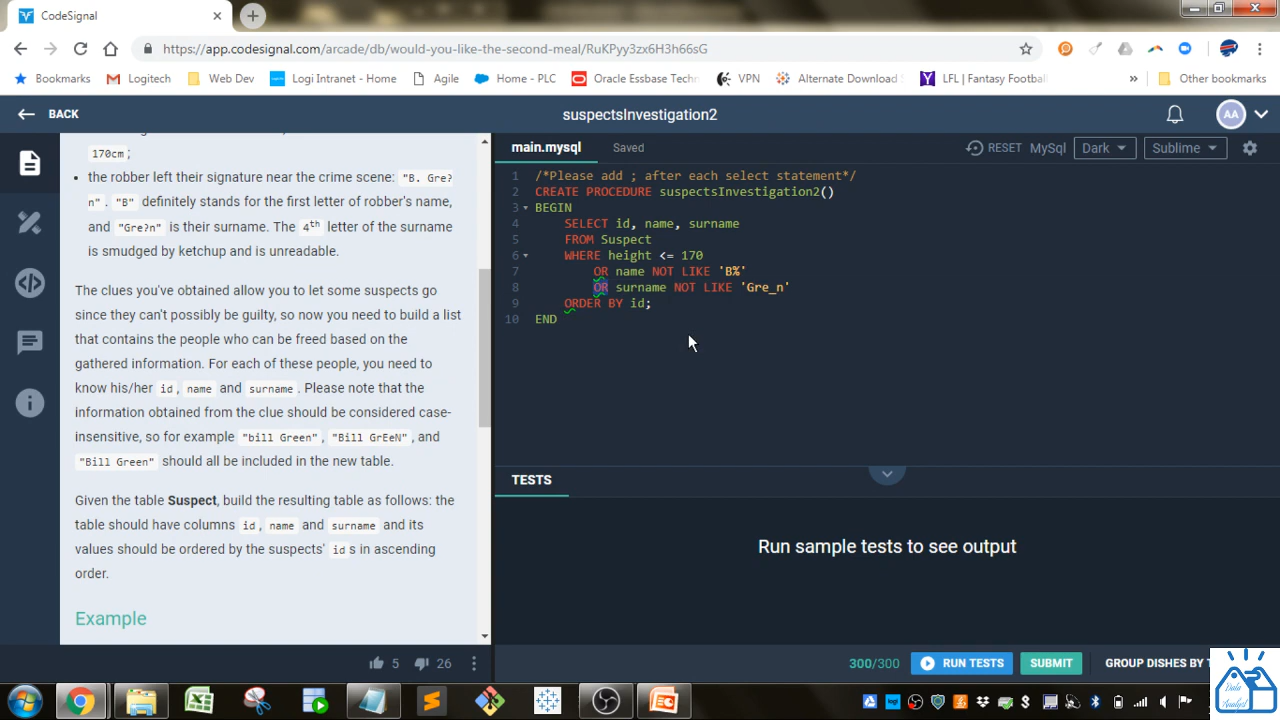 CodeSignal
https://app.codesignal.com/arcade/db/would-you-like-the-second-meal/RuKPyy3zx6H3h66sG
Bookmarks Logitech Web Dev Logi Intranet - Home Agile Home - PLC Oracle Essbase Techn VPN Alternate Download LFL | Fantasy Football » Other bookmarks
BACK suspectsInvestigation2 AA
170cm;
• the robber left their signature near the crime scene: "B. Gre?
n". "B" definitely stands for the first letter of robber's name,
and "Gre?n" is their surname. The 4th letter of the surname
is smudged by ketchup and is unreadable.
The clues you've obtained allow you to let some suspects go
since they can't possibly be guilty, so now you need to build a list
that contains the people who can be freed based on the
gathered information. For each of these people, you need to
know his/her id, name and surname. Please note that the
information obtained from the clue should be considered case-
insensitive, so for example "bill Green", "Bill GrEeN", and
"Bill Green" should all be included in the new table.
Given the table Suspect, build the resulting table as follows: the
table should have columns id, name and surname and its
values should be ordered by the suspects' ids in ascending
order.
Example
5 26
main.mysql Saved RESET MySql Dark Sublime
1 /*Please add ; after each select statement*/
2 CREATE PROCEDURE suspectsInvestigation2()
3 BEGIN
4 SELECT id, name, surname
5 FROM Suspect
6 WHERE height <= 170
7 OR name NOT LIKE 'B%'
8 OR surname NOT LIKE 'Gre_n'
9 ORDER BY id;
10 END
TESTS
Run sample tests to see output
300/300 RUN TESTS SUBMIT GROUP DISHES BY T
Data
Analyst